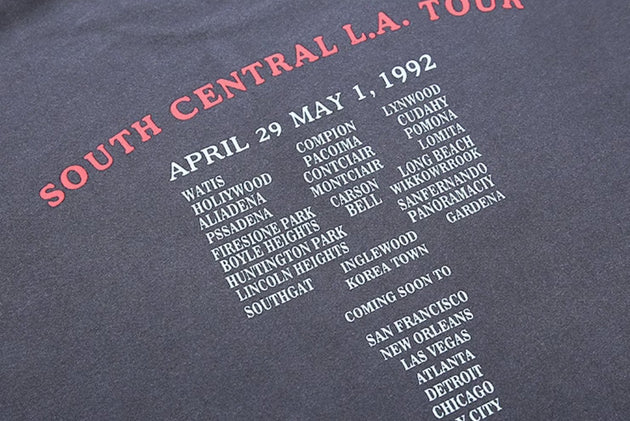 SOUTH CENTRAL L.A. TOUR
APRIL 29 MAY 1, 1992
WATIS
HOLIYWOOD
ALIADENA
PSSADENA
FIRESIONE PARK
BOYLE HEIGHTS
HUNTINGTON PARK
LINCOLN HEIGHTS
SOUTHGAT
COMPION
PACOIMA
CONTCIAIR
MONTCIAIR
CARSON
BELL
LYNWOOD
CUDAHY
POMONA
LOMITA
LONG BEACH
WIKKOWBROOK
SANFERNANDO
PANORAMACIY
GARDENA
INGLEWOOD
KOREA TOWN
COMING SOON TO
SAN FRANCISCO
NEW ORLEANS
LAS VEGAS
ATLANTA
DETROIT
CHICAGO
CITY